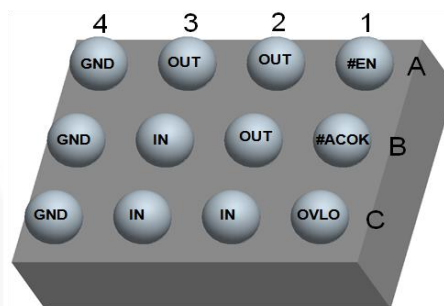 4 3 2 1
GND OUT OUT #EN A
GND IN OUT #ACOK B
GND IN IN OVLO C